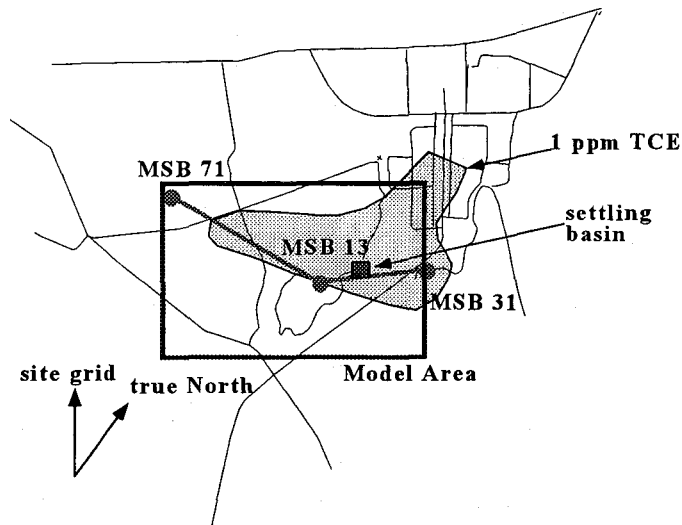 1 ppm TCE
MSB 71
settling
basin
MSB 13
MSB 31
site grid
true North
Model Area